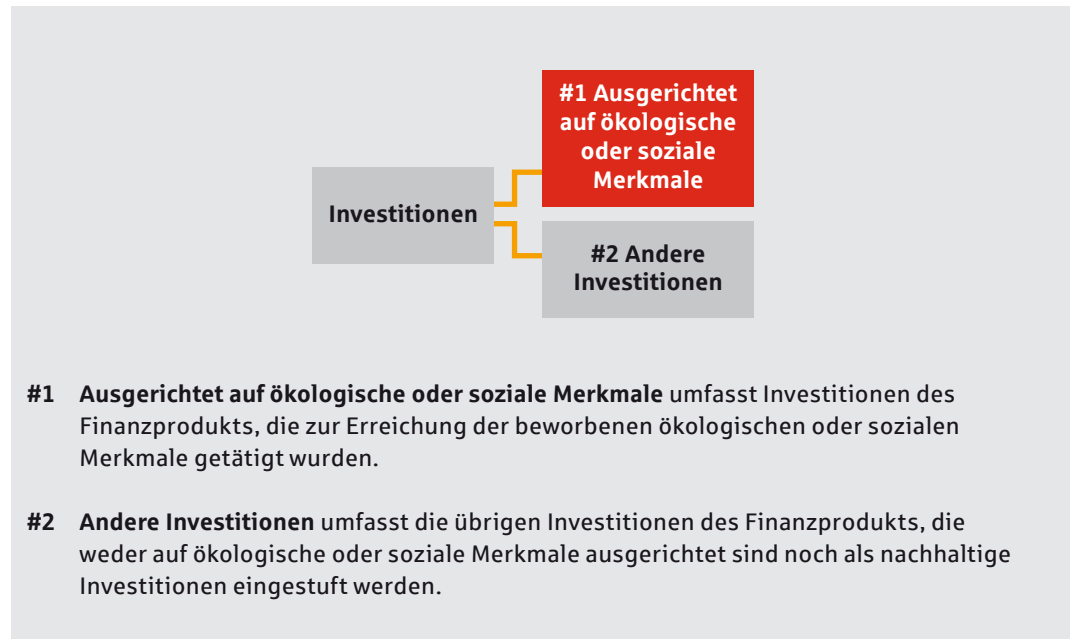 #1 Ausgerichtet
auf ökologische
oder soziale
Merkmale
Investitionen
#2 Andere
Investitionen
#1 Ausgerichtet auf ökologische oder soziale Merkmale umfasst Investitionen des
Finanzprodukts, die zur Erreichung der beworbenen ökologischen oder sozialen
Merkmale getätigt wurden.
#2 Andere Investitionen umfasst die übrigen Investitionen des Finanzprodukts, die
weder auf ökologische oder soziale Merkmale ausgerichtet sind noch als nachhaltige
Investitionen eingestuft werden.